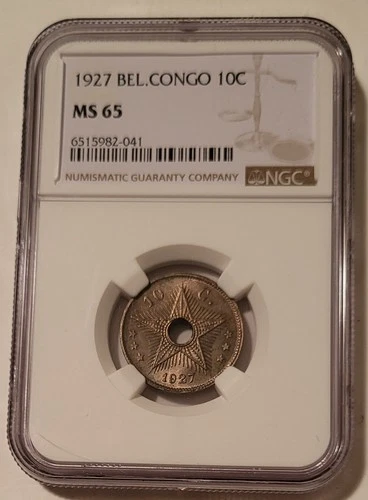 1927 BEL.CONGO 10C
MS 65
6515982-041
NUMISMATIC GUARANTY COMPANY NGC®
10 C.
1927